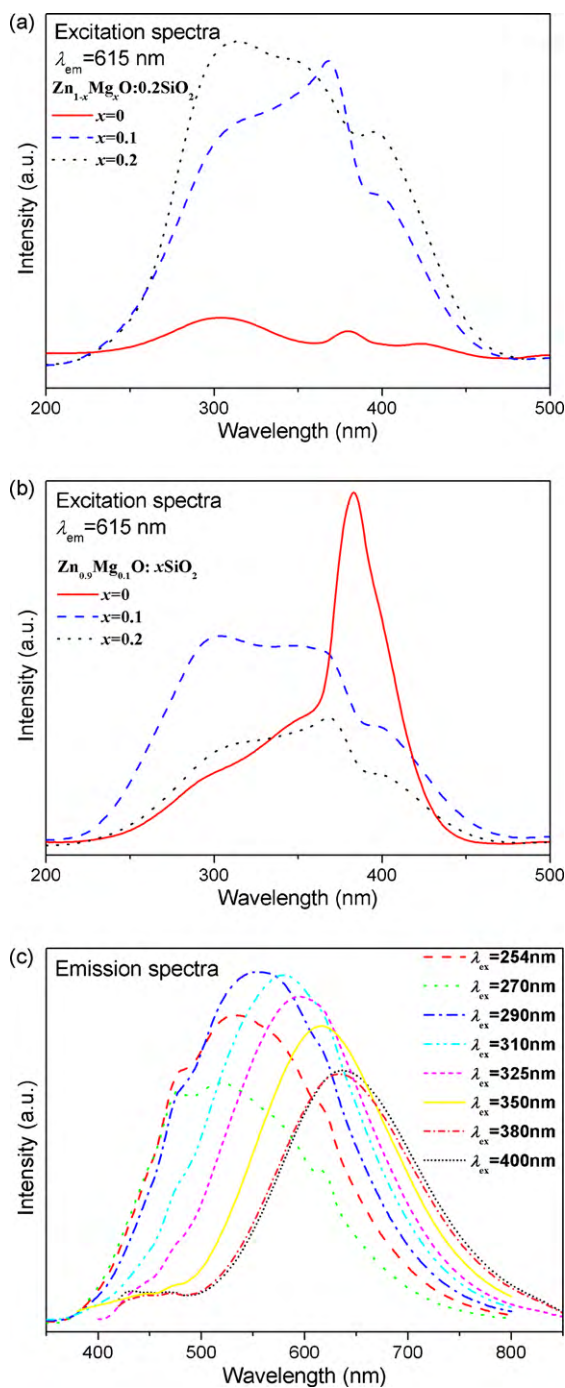 (a)
Excitation spectra
λem=615 nm
Zn1-xMgxO:0.2SiO2
x=0
x=0.1
x=0.2
Intensity (a.u.)
200 300 400 500
Wavelength (nm)
(b)
Excitation spectra
λem=615 nm
Zn0.9Mg0.1O: xSiO2
x=0
x=0.1
x=0.2
Intensity (a.u.)
200 300 400 500
Wavelength (nm)
(c)
Emission spectra
λex=254nm
λex=270nm
λex=290nm
λex=310nm
λex=325nm
λex=350nm
λex=380nm
λex=400nm
Intensity (a.u.)
400 500 600 700 800
Wavelength (nm)